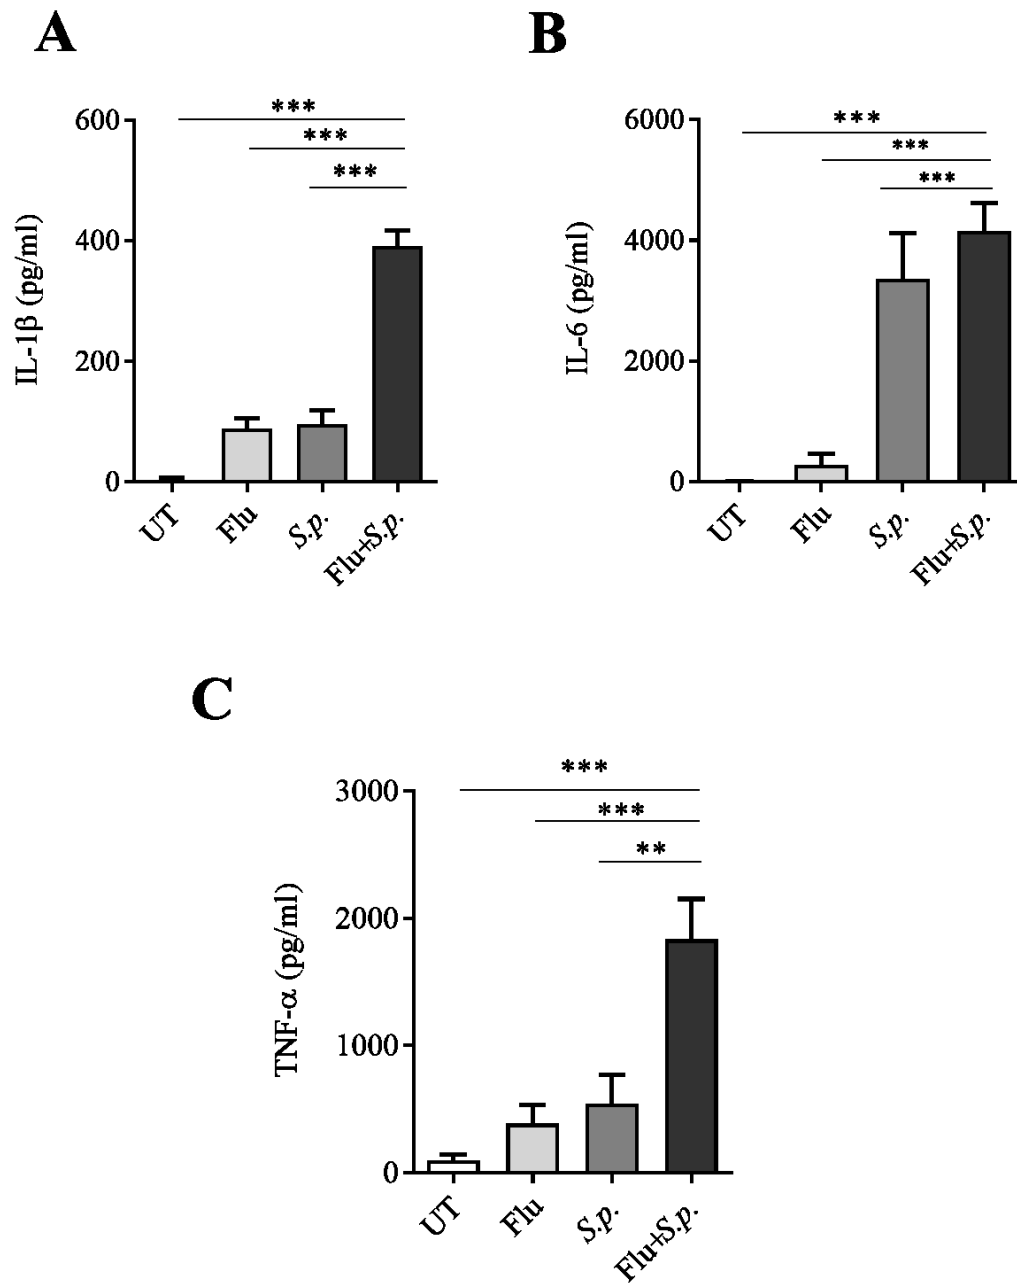 A
IL-1β (pg/ml)
600
400
200
0
***
***
***
UT
Flu
S.p.
Flu+S.p.
B
IL-6 (pg/ml)
6000
4000
2000
0
***
***
***
UT
Flu
S.p.
Flu+S.p.
C
TNF-α (pg/ml)
3000
2000
1000
0
***
***
**
UT
Flu
S.p.
Flu+S.p.